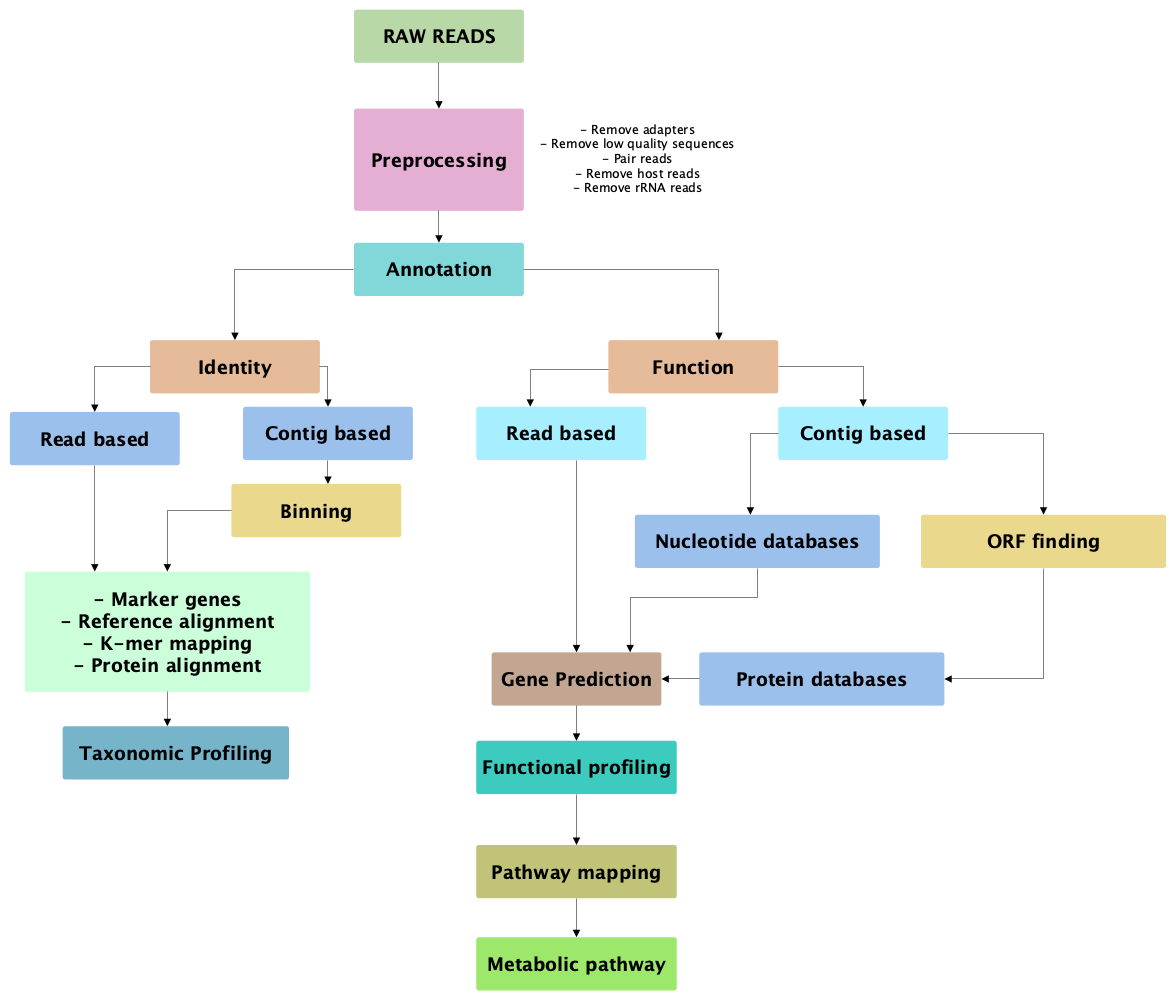 RAW READS
Preprocessing
- Remove adapters
- Remove low quality sequences
- Pair reads
- Remove host reads
- Remove rRNA reads
Annotation
Identity
Function
Read based
Contig based
Read based
Contig based
Binning
Nucleotide databases
ORF finding
- Marker genes
- Reference alignment
- K-mer mapping
- Protein alignment
Gene Prediction
Protein databases
Taxonomic Profiling
Functional profiling
Pathway mapping
Metabolic pathway